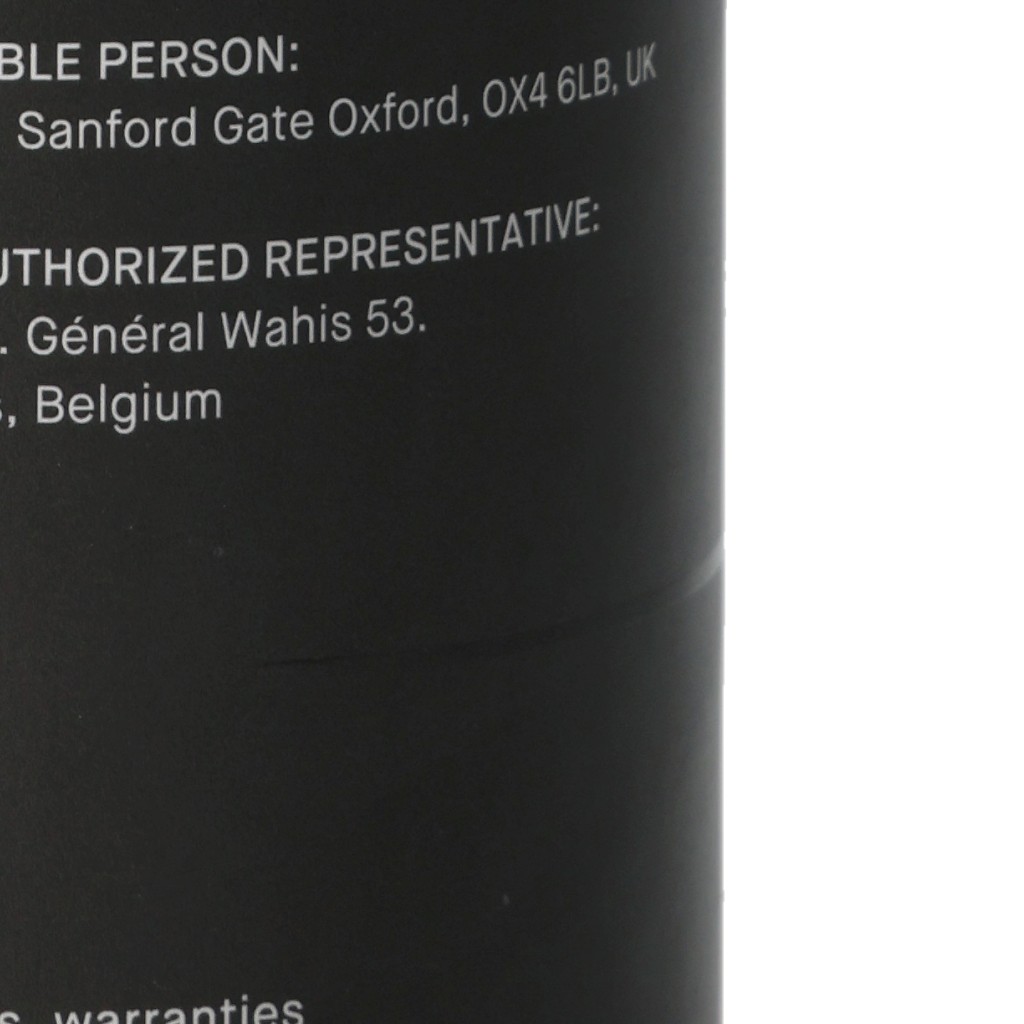 BLE PERSON:
Sanford Gate Oxford, OX4 6LB, UK
UTHORIZED REPRESENTATIVE:
. Général Wahis 53.
s, Belgium
s, warranties